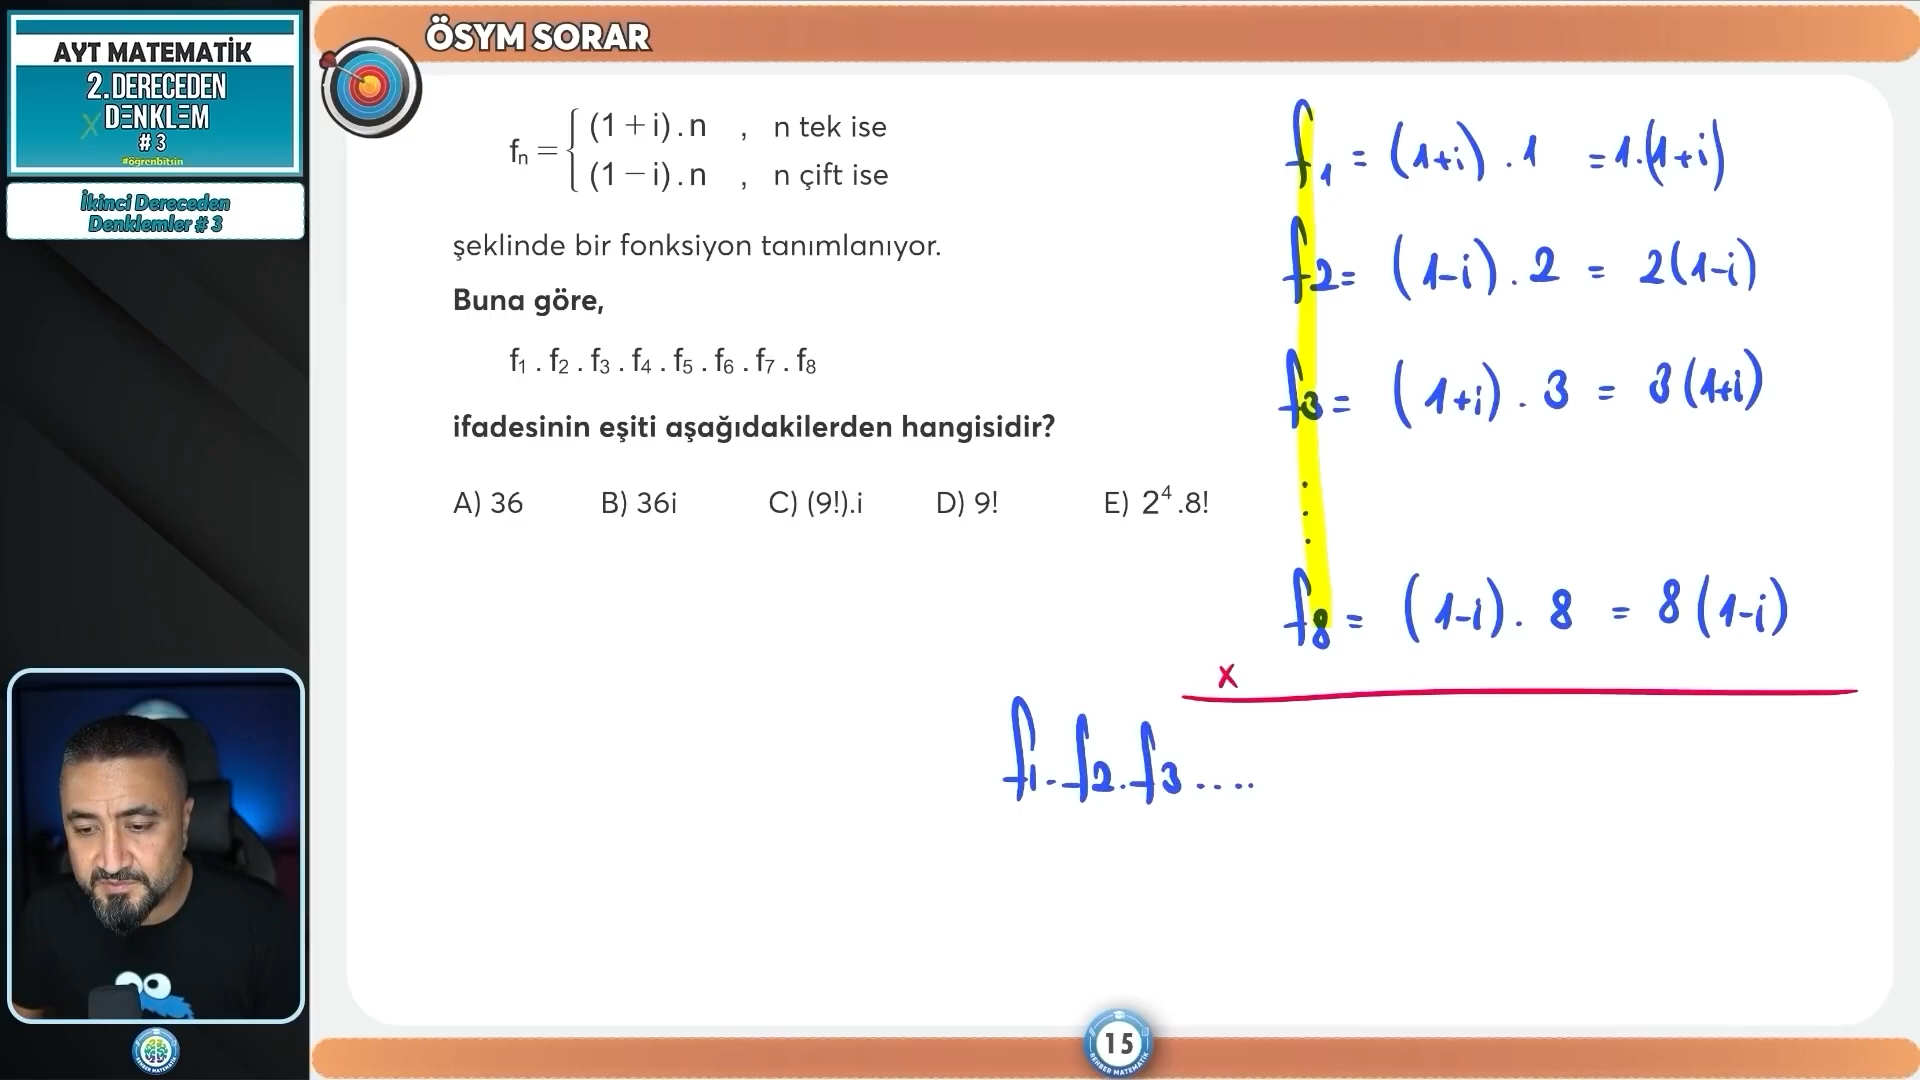 AYT MATEMATİK
2. DERECEDEN
DENKLEM
# 3
#öğrenbitsin
İkinci Dereceden
Denklemler # 3
ÖSYM SORAR
fₙ = { (1 + i) . n , n tek ise
(1 − i) . n , n çift ise
şeklinde bir fonksiyon tanımlanıyor.
Buna göre,
f₁ . f₂ . f₃ . f₄ . f₅ . f₆ . f₇ . f₈
ifadesinin eşiti aşağıdakilerden hangisidir?
A) 36 B) 36i C) (9!).i D) 9! E) 2⁴ .8!
f₁ = (1+i) . 1 = 1.(1+i)
f2 = (1-i) . 2 = 2(1-i)
f3 = (1+i) . 3 = 3(1+i)
.
.
.
f8 = (1-i) . 8 = 8(1-i)
x
f1 . f2 . f3 ....
15
REHBER MATEMATİK